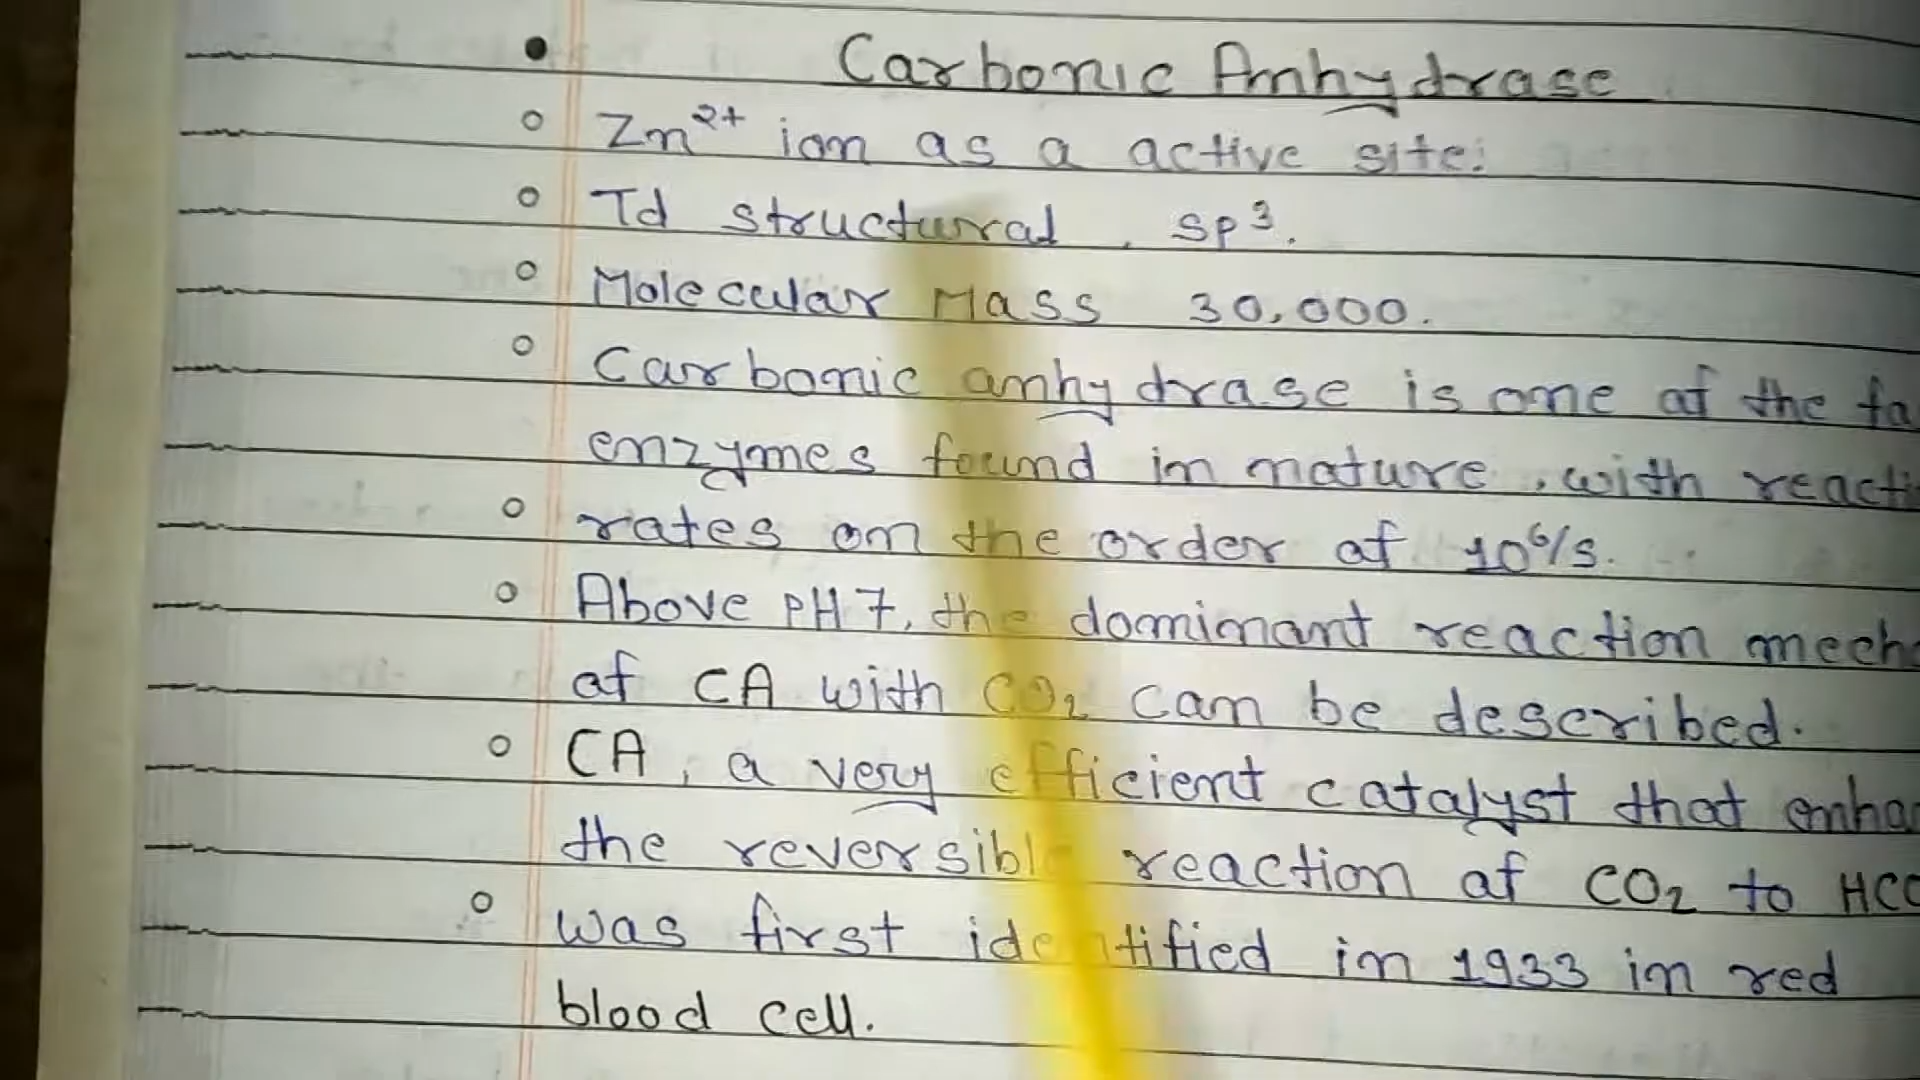 Carbonic Anhydrase
Zn²⁺ ion as a active site.
Td structural, sp³.
Molecular Mass 30,000.
Carbonic anhydrase is one of the
enzymes found in nature, with
rates on the order of 10⁶/s.
Above PH 7, the dominant reaction
of CA with CO₂ can be described.
CA, a very efficient catalyst that
the reversible reaction of CO₂ to
was first identified in 1933 in red
blood cell.